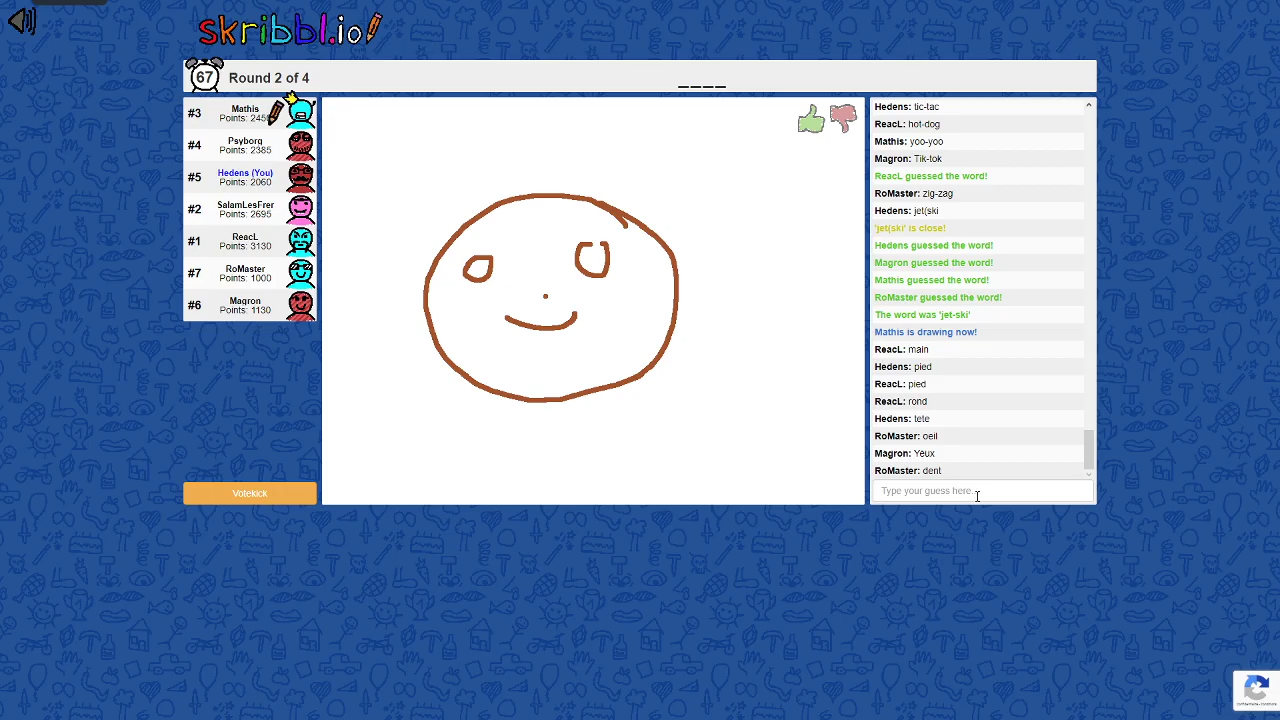 skribbl.io
67
Round 2 of 4
____
#3
Mathis
Points: 2455
#4
Psyborg
Points: 2385
#5
Hedens (You)
Points: 2060
#2
SalamLesFrer
Points: 2695
#1
ReacL
Points: 3130
#7
RoMaster
Points: 1000
#6
Magron
Points: 1130
Votekick
Hedens: tic-tac
ReacL: hot-dog
Mathis: yoo-yoo
Magron: Tik-tok
ReacL guessed the word!
RoMaster: zig-zag
Hedens: jet(ski
'jet(ski' is close!
Hedens guessed the word!
Magron guessed the word!
Mathis guessed the word!
RoMaster guessed the word!
The word was 'jet-ski'
Mathis is drawing now!
ReacL: main
Hedens: pied
ReacL: pied
ReacL: rond
Hedens: tete
RoMaster: oeil
Magron: Yeux
RoMaster: dent
Type your guess here...